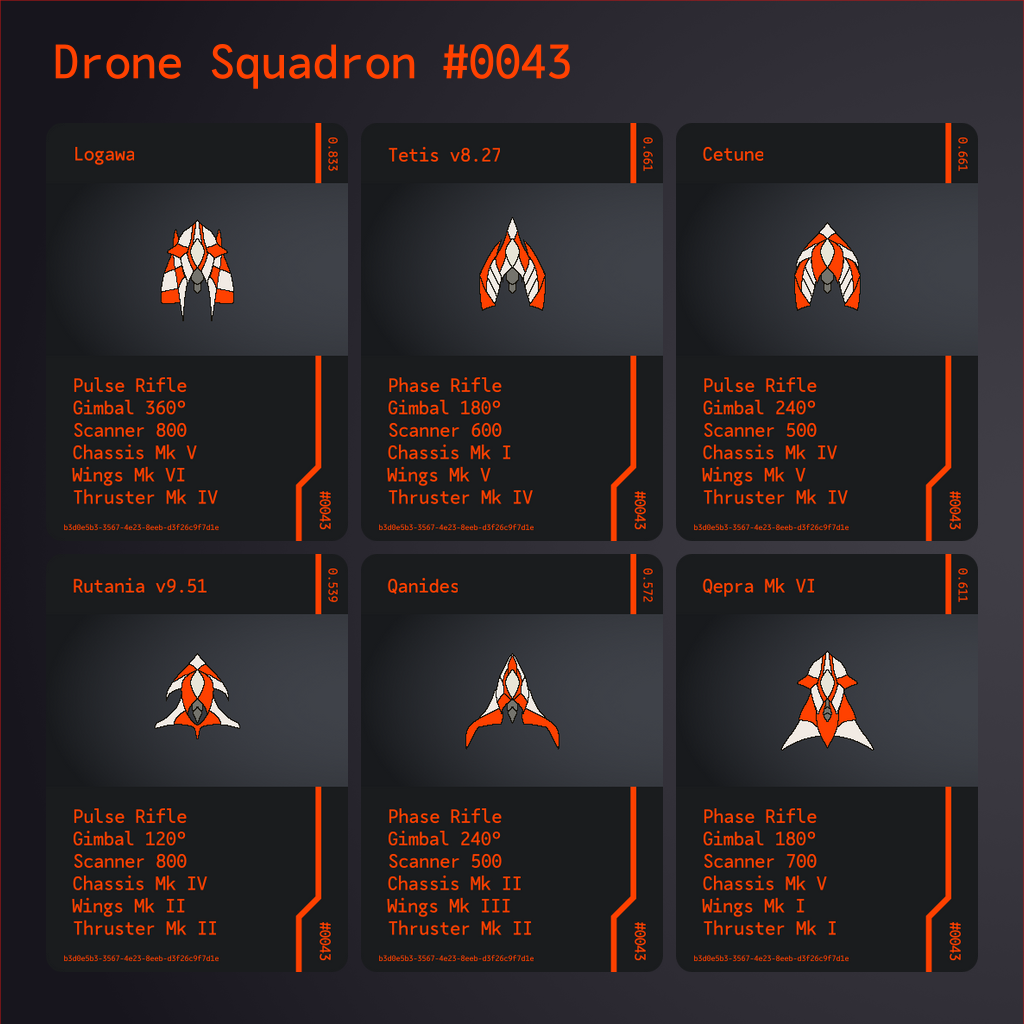 Drone Squadron #0043
Logawa
0.833
Pulse Rifle
Gimbal 360º
Scanner 800
Chassis Mk V
Wings Mk VI
Thruster Mk IV
#0043
b3d0e5b3-3567-4e23-8eeb-d3f26c9f7d1e
Tetis v8.27
0.661
Phase Rifle
Gimbal 180º
Scanner 600
Chassis Mk I
Wings Mk V
Thruster Mk IV
#0043
b3d0e5b3-3567-4e23-8eeb-d3f26c9f7d1e
Cetune
0.661
Pulse Rifle
Gimbal 240º
Scanner 500
Chassis Mk IV
Wings Mk V
Thruster Mk IV
#0043
b3d0e5b3-3567-4e23-8eeb-d3f26c9f7d1e
Rutania v9.51
0.539
Pulse Rifle
Gimbal 120º
Scanner 800
Chassis Mk IV
Wings Mk II
Thruster Mk II
#0043
b3d0e5b3-3567-4e23-8eeb-d3f26c9f7d1e
Qanides
0.572
Phase Rifle
Gimbal 240º
Scanner 500
Chassis Mk II
Wings Mk III
Thruster Mk II
#0043
b3d0e5b3-3567-4e23-8eeb-d3f26c9f7d1e
Qepra Mk VI
0.611
Phase Rifle
Gimbal 180º
Scanner 700
Chassis Mk V
Wings Mk I
Thruster Mk I
#0043
b3d0e5b3-3567-4e23-8eeb-d3f26c9f7d1e